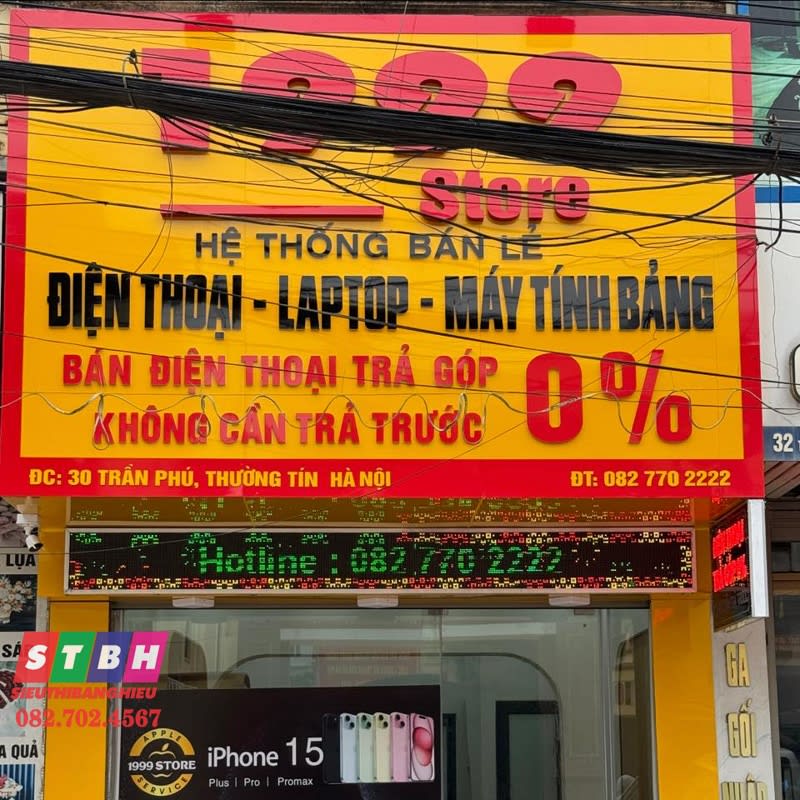 1999
Store
HỆ THỐNG BÁN LẺ
ĐIỆN THOẠI - LAPTOP - MÁY TÍNH BẢNG
BÁN ĐIỆN THOẠI TRẢ GÓP
KHÔNG CẦN TRẢ TRƯỚC
0%
ĐC: 30 TRẦN PHÚ, THƯỜNG TÍN HÀ NỘI
ĐT: 082 770 2222
32
Hotline : 082 770 2222
LỤA
STBH
SIEUTHIBANGHIEU
082.702.4567
QUẢ
APPLE
1999 STORE
SERVICE
iPhone 15
Plus | Pro | Promax
GA
GỐI